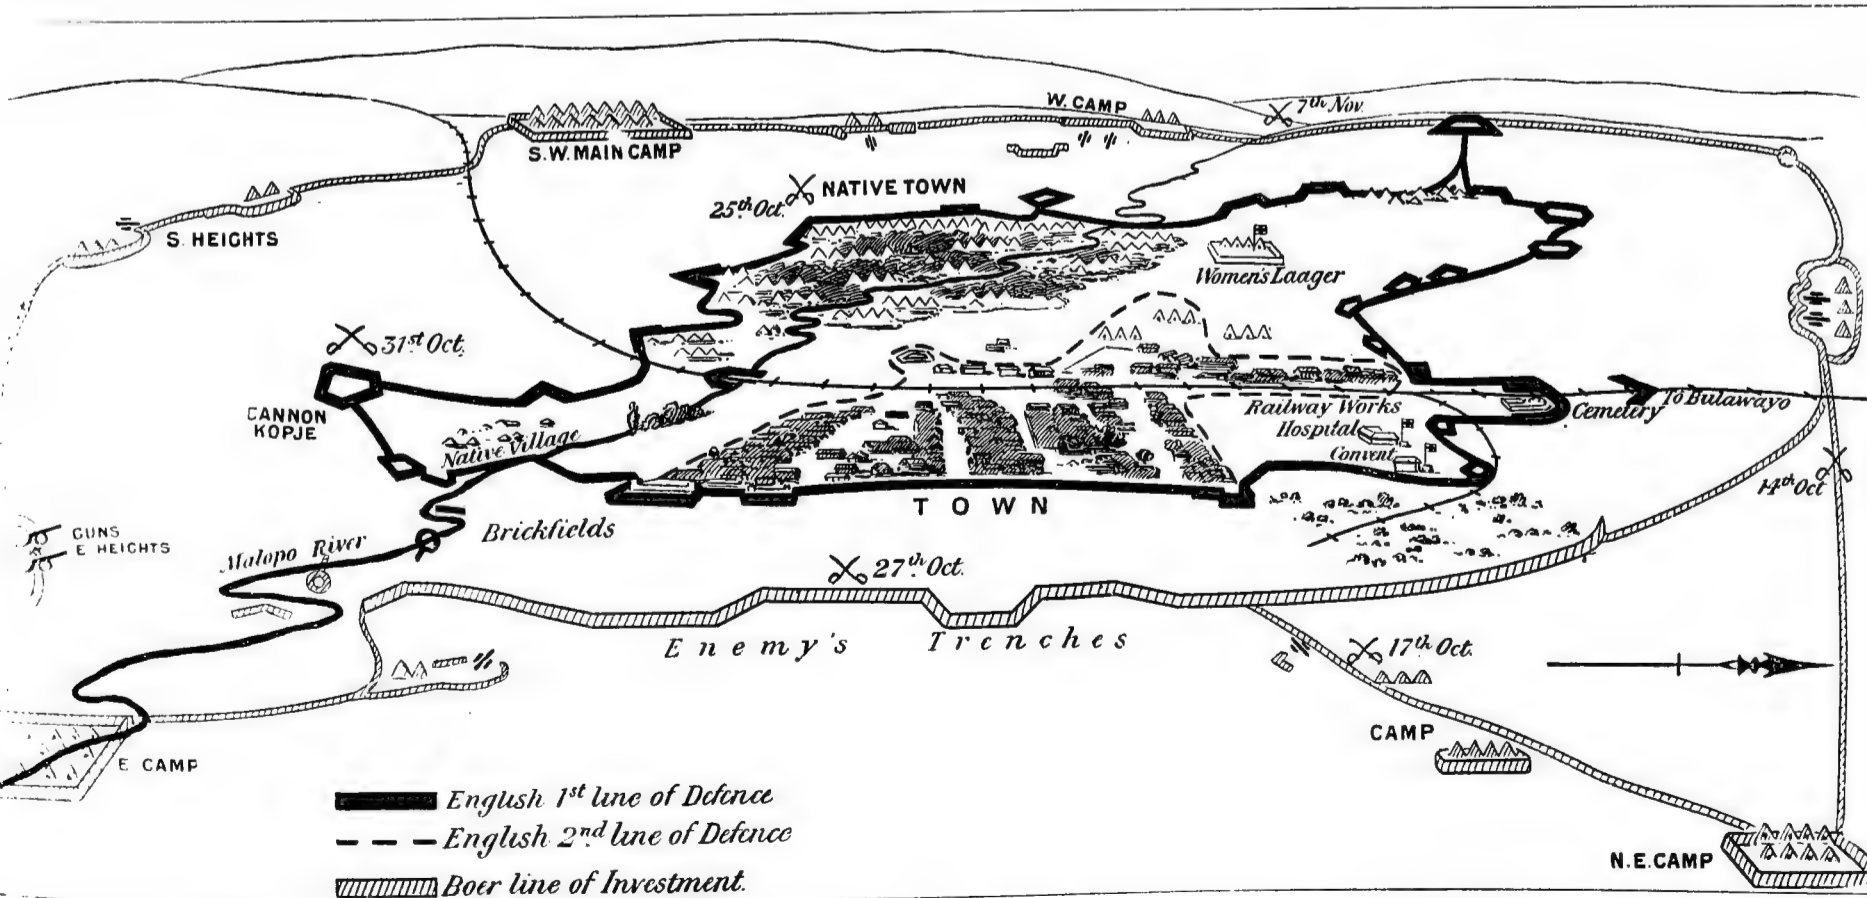 W. CAMP
7th Nov.
S.W. MAIN CAMP
NATIVE TOWN
25th Oct.
S. HEIGHTS
Women's Laager
31st Oct.
CANNON
KOPJE
To Bulawayo
Cemetery
Railway Works
Hospital
Convent
Native Village
14th Oct
TOWN
GUNS
E HEIGHTS
Brickfields
Malopo River
27th Oct.
Enemy's Trenches
17th Oct.
CAMP
E CAMP
N.E. CAMP
English 1st line of Defence
English 2nd line of Defence
Boer line of Investment.